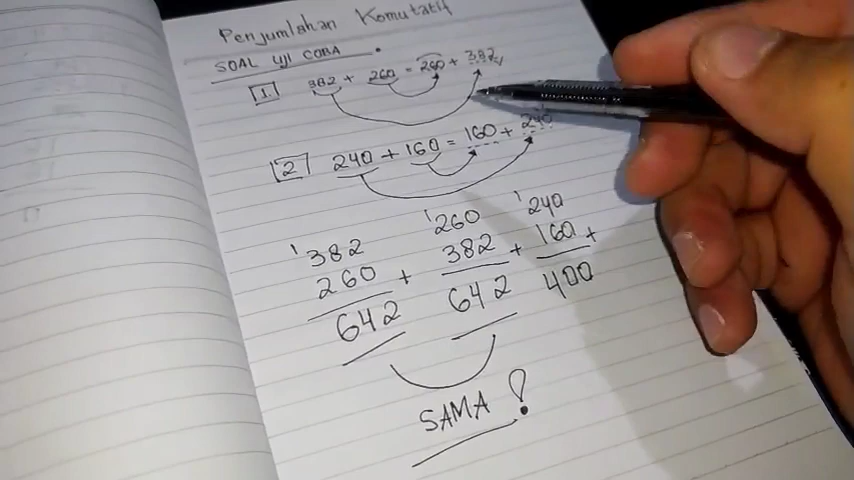 Penjumlahan Komutatif
SOAL UJI COBA .
1 382 + 260 = 260 + 382
2 240 + 160 = 160 + 240
1 382
260 +
642
1 260
382 +
642
1 240
160 +
400
SAMA !